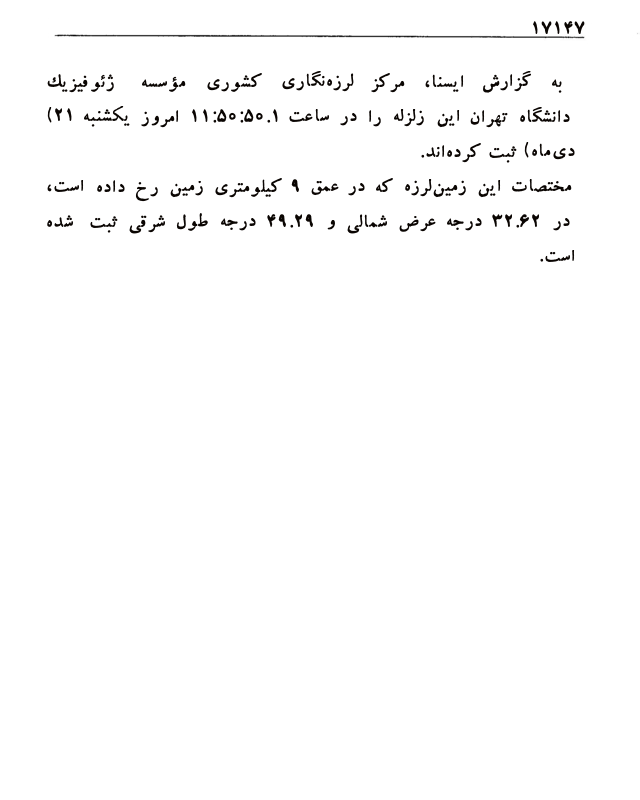 ۱۷۱۴۷
به گزارش ایسنا، مرکز لرزه‌نگاری کشوری مؤسسه ژئوفیزیك
دانشگاه تهران این زلزله را در ساعت ۱۱:۵۰:۵۰.۱ امروز یکشنبه ۲۱)
دی‌ماه) ثبت کرده‌اند.
مختصات این زمین‌لرزه که در عمق ۹ کیلومتری زمین رخ داده است،
در ۳۲.۶۲ درجه عرض شمالی و ۴۹.۲۹ درجه طول شرقی ثبت شده
است.